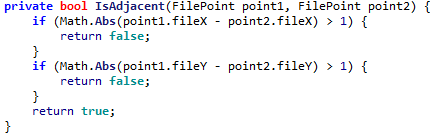 private bool IsAdjacent(FilePoint point1, FilePoint point2) {
    if (Math.Abs(point1.fileX - point2.fileX) > 1) {
        return false;
    }
    if (Math.Abs(point1.fileY - point2.fileY) > 1) {
        return false;
    }
    return true;
}